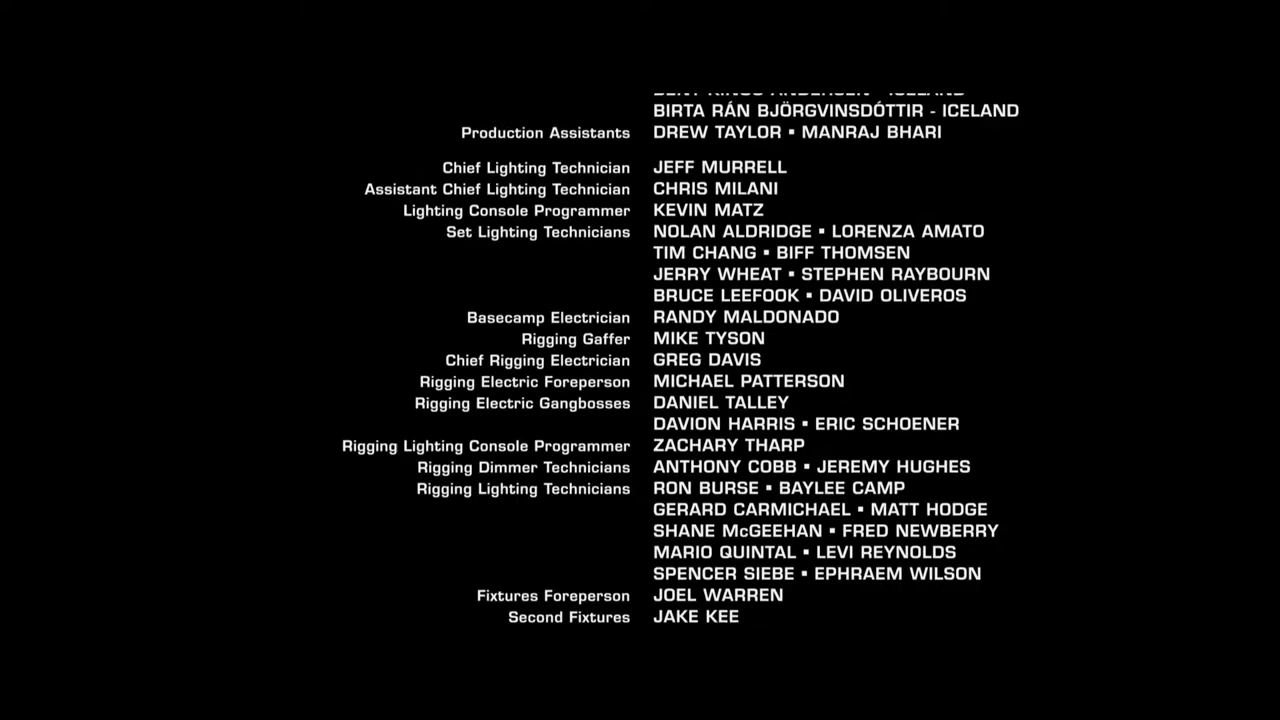 BIRTA RÁN BJÖRGVINSDÓTTIR - ICELAND
Production Assistants DREW TAYLOR ▪ MANRAJ BHARI
Chief Lighting Technician JEFF MURRELL
Assistant Chief Lighting Technician CHRIS MILANI
Lighting Console Programmer KEVIN MATZ
Set Lighting Technicians NOLAN ALDRIDGE ▪ LORENZA AMATO
TIM CHANG ▪ BIFF THOMSEN
JERRY WHEAT ▪ STEPHEN RAYBOURN
BRUCE LEEFOOK ▪ DAVID OLIVEROS
Basecamp Electrician RANDY MALDONADO
Rigging Gaffer MIKE TYSON
Chief Rigging Electrician GREG DAVIS
Rigging Electric Foreperson MICHAEL PATTERSON
Rigging Electric Gangbosses DANIEL TALLEY
DAVION HARRIS ▪ ERIC SCHOENER
Rigging Lighting Console Programmer ZACHARY THARP
Rigging Dimmer Technicians ANTHONY COBB ▪ JEREMY HUGHES
Rigging Lighting Technicians RON BURSE ▪ BAYLEE CAMP
GERARD CARMICHAEL ▪ MATT HODGE
SHANE McGEEHAN ▪ FRED NEWBERRY
MARIO QUINTAL ▪ LEVI REYNOLDS
SPENCER SIEBE ▪ EPHRAEM WILSON
Fixtures Foreperson JOEL WARREN
Second Fixtures JAKE KEE